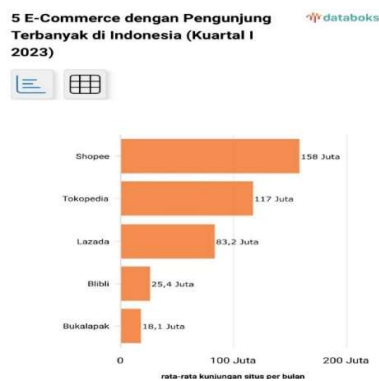 5 E-Commerce dengan Pengunjung
Terbanyak di Indonesia (Kuartal I
2023)
databoks
Shopee
158 Juta
Tokopedia
117 Juta
Lazada
83,2 Juta
Blibli
25,4 Juta
Bukalapak
18,1 Juta
0
100 Juta
200 Juta
rata-rata kunjungan situs per bulan